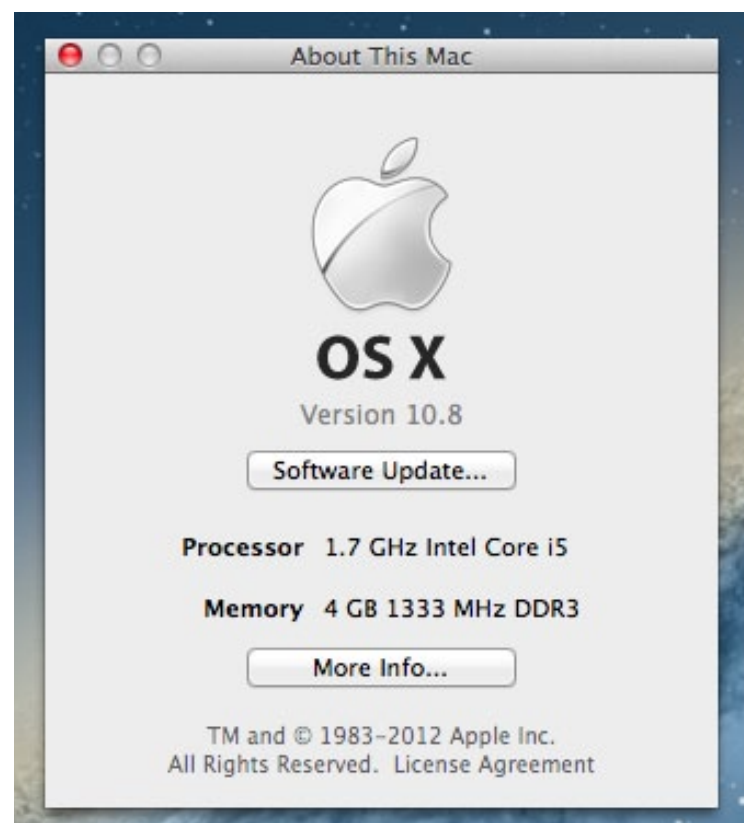 About This Mac
OS X
Version 10.8
Software Update...
Processor 1.7 GHz Intel Core i5
Memory 4 GB 1333 MHz DDR3
More Info...
TM and © 1983–2012 Apple Inc.
All Rights Reserved. License Agreement